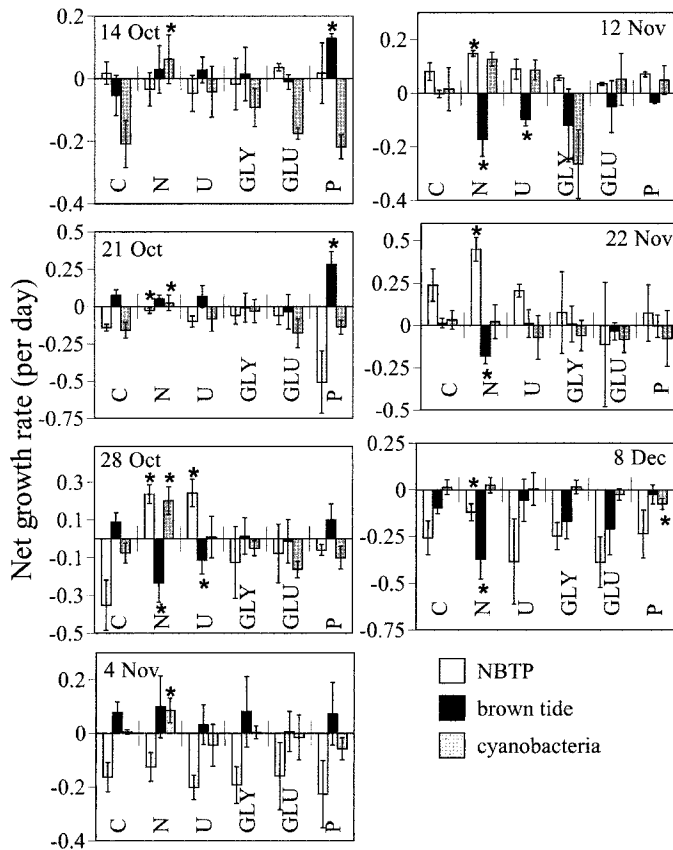 Net growth rate (per day)
14 Oct
0.2
0
-0.2
-0.4
* *
C N U GLY GLU P
12 Nov
0.2
0
-0.2
-0.4
*
* *
C N U GLY GLU P
21 Oct
0.5
0.25
0
-0.25
-0.5
-0.75
* * *
C N U GLY GLU P
22 Nov
0.5
0.25
0
-0.25
-0.5
*
*
C N U GLY GLU P
28 Oct
0.3
0.1
-0.1
-0.3
-0.5
* * *
* *
C N U GLY GLU P
8 Dec
0.25
0
-0.25
-0.5
-0.75
*
* *
C N U GLY GLU P
4 Nov
0.2
0
-0.2
-0.4
*
C N U GLY GLU P
NBTP
brown tide
cyanobacteria